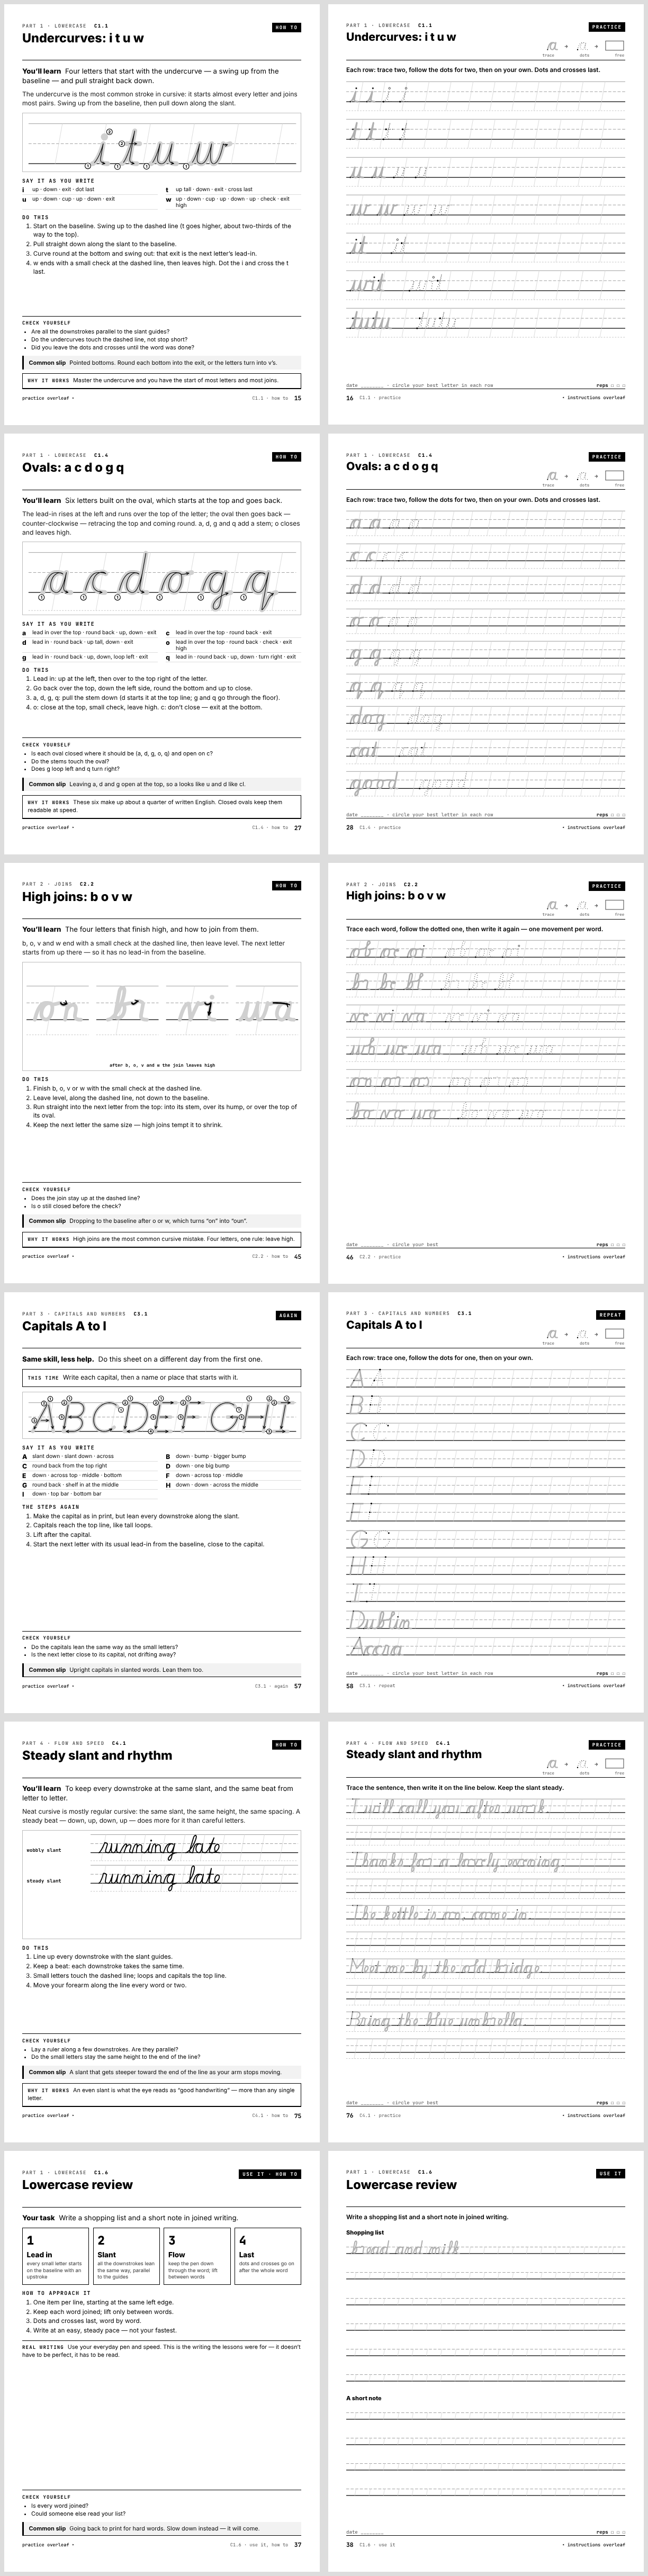 PART 1 · LOWERCASE C1.1
HOW TO
Undercurves: i t u w
You'll learn Four letters that start with the undercurve — a swing up from the
baseline — and pull straight back down.
The undercurve is the most common stroke in cursive: it starts almost every letter and joins
most pairs. Swing up from the baseline, then pull down along the slant.
i t u w
SAY IT AS YOU WRITE
i up · down · exit · dot last
t up tall · down · exit · cross last
u up · down · cup · up · down · exit
w up · down · cup · up · down · up · check · exit
high
DO THIS
1. Start on the baseline. Swing up to the dashed line (t goes higher, about two-thirds of the
way to the top).
2. Pull straight down along the slant to the baseline.
3. Curve round at the bottom and swing out: that exit is the next letter's lead-in.
4. w ends with a small check at the dashed line, then leaves high. Dot the i and cross the t
last.
CHECK YOURSELF
• Are all the downstrokes parallel to the slant guides?
• Do the undercurves touch the dashed line, not stop short?
• Did you leave the dots and crosses until the word was done?
Common slip Pointed bottoms. Round each bottom into the exit, or the letters turn into v's.
WHY IT WORKS Master the undercurve and you have the start of most letters and most joins.
practice overleaf
C1.1 · how to 15
PART 1 · LOWERCASE C1.1
PRACTICE
Undercurves: i t u w
a a
trace dots free
Each row: trace two, follow the dots for two, then on your own. Dots and crosses last.
i i i i
t t t t
u u u u
w w w w
it it
writ writ
tutu tutu
date · circle your best letter in each row
reps
16 C1.1 · practice
• instructions overleaf
PART 1 · LOWERCASE C1.4
HOW TO
Ovals: a c d o g q
You'll learn Six letters built on the oval, which starts at the top and goes back.
The lead-in rises at the left and runs over the top of the letter; the oval then goes back —
counter-clockwise — retracing the top and coming round. a, d, g and q add a stem; o closes
and leaves high.
a c d o g q
SAY IT AS YOU WRITE
a lead in over the top · round back · up, down · exit
c lead in over the top · round back · exit
d lead in · round back · up tall, down · exit
o lead in over the top · round back · check · exit
high
g lead in · round back · up, down, loop left · exit
q lead in · round back · up, down · turn right · exit
DO THIS
1. Lead in: up at the left, then over to the top right of the letter.
2. Go back over the top, down the left side, round the bottom and up to close.
3. a, d, g, q: pull the stem down (d starts it at the top line; g and q go through the floor).
4. o: close at the top, small check, leave high. c: don't close — exit at the bottom.
CHECK YOURSELF
• Is each oval closed where it should be (a, d, g, o, q) and open on c?
• Do the stems touch the oval?
• Does g loop left and q turn right?
Common slip Leaving a, d and g open at the top, so a looks like u and d like cl.
WHY IT WORKS These six make up about a quarter of written English. Closed ovals keep them
readable at speed.
practice overleaf
C1.4 · how to 27
PART 1 · LOWERCASE C1.4
PRACTICE
Ovals: a c d o g q
a a
trace dots free
Each row: trace two, follow the dots for two, then on your own. Dots and crosses last.
a a a a
c c c c
d d d d
o o o o
g g g g
q q q q
dog dog
cat cat
good good
date · circle your best letter in each row
reps
28 C1.4 · practice
• instructions overleaf
PART 2 · JOINS C2.2
HOW TO
High joins: b o v w
You'll learn The four letters that finish high, and how to join from them.
b, o, v and w end with a small check at the dashed line, then leave level. The next letter
starts from up there — so it has no lead-in from the baseline.
on br vi wa
after b, o, v and w the join leaves high
DO THIS
1. Finish b, o, v or w with the small check at the dashed line.
2. Leave level, along the dashed line, not down to the baseline.
3. Run straight into the next letter from the top: into its stem, over its hump, or over the top of
its oval.
4. Keep the next letter the same size — high joins tempt it to shrink.
CHECK YOURSELF
• Does the join stay up at the dashed line?
• Is o still closed before the check?
Common slip Dropping to the baseline after o or w, which turns "on" into "oun".
WHY IT WORKS High joins are the most common cursive mistake. Four letters, one rule: leave high.
practice overleaf
C2.2 · how to 45
PART 2 · JOINS C2.2
PRACTICE
High joins: b o v w
a a
trace dots free
Trace each word, follow the dotted one, then write it again — one movement per word.
ob oe oi ob oe oi
br be bl br be bl
ve vi va ve vi va
wh we wa wh we wa
on or os on or os
bo vo wo bo vo wo
date · circle your best
reps
46 C2.2 · practice
• instructions overleaf
PART 3 · CAPITALS AND NUMBERS C3.1
AGAIN
Capitals A to I
Same skill, less help. Do this sheet on a different day from the first one.
THIS TIME Write each capital, then a name or place that starts with it.
A B C D E F G H I
SAY IT AS YOU WRITE
A slant down · slant down · across
B down · bump · bigger bump
C round back from the top right
D down · one big bump
E down · across top · middle · bottom
F down · across top · middle
G round back · shelf in at the middle
H down · down · across the middle
I down · top bar · bottom bar
THE STEPS AGAIN
1. Make the capital as in print, but lean every downstroke along the slant.
2. Capitals reach the top line, like tall loops.
3. Lift after the capital.
4. Start the next letter with its usual lead-in from the baseline, close to the capital.
CHECK YOURSELF
• Do the capitals lean the same way as the small letters?
• Is the next letter close to its capital, not drifting away?
Common slip Upright capitals in slanted words. Lean them too.
practice overleaf
C3.1 · again 57
PART 3 · CAPITALS AND NUMBERS C3.1
REPEAT
Capitals A to I
a a
trace dots free
Each row: trace one, follow the dots for one, then on your own.
A A
B B
C C
D D
E E
F F
G G
H H
I I
Dublin
Accra
date · circle your best letter in each row
reps
58 C3.1 · repeat
• instructions overleaf
PART 4 · FLOW AND SPEED C4.1
HOW TO
Steady slant and rhythm
You'll learn To keep every downstroke at the same slant, and the same beat from
letter to letter.
Neat cursive is mostly regular cursive: the same slant, the same height, the same spacing. A
steady beat — down, up, down, up — does more for it than careful letters.
wobbly slant running late
steady slant running late
DO THIS
1. Line up every downstroke with the slant guides.
2. Keep a beat: each downstroke takes the same time.
3. Small letters touch the dashed line; loops and capitals the top line.
4. Move your forearm along the line every word or two.
CHECK YOURSELF
• Lay a ruler along a few downstrokes. Are they parallel?
• Do the small letters stay the same height to the end of the line?
Common slip A slant that gets steeper toward the end of the line as your arm stops moving.
WHY IT WORKS An even slant is what the eye reads as "good handwriting" — more than any single
letter.
practice overleaf
C4.1 · how to 75
PART 4 · FLOW AND SPEED C4.1
PRACTICE
Steady slant and rhythm
a a
trace dots free
Trace the sentence, then write it on the line below. Keep the slant steady.
I will call you after work.
Thanks for a lovely evening.
The kettle is on, come in.
Meet me by the old bridge.
Bring the blue umbrella.
date · circle your best
reps
76 C4.1 · practice
• instructions overleaf
PART 1 · LOWERCASE C1.6
USE IT · HOW TO
Lowercase review
Your task Write a shopping list and a short note in joined writing.
1
Lead in
every small letter starts
on the baseline with an
upstroke
2
Slant
all the downstrokes lean
the same way, parallel
to the guides
3
Flow
keep the pen down
through the word; lift
between words
4
Last
dots and crosses go on
after the whole word
HOW TO APPROACH IT
1. One item per line, starting at the same left edge.
2. Keep each word joined; lift only between words.
3. Dots and crosses last, word by word.
4. Write at an easy, steady pace — not your fastest.
REAL WRITING Use your everyday pen and speed. This is the writing the lessons were for — it doesn't
have to be perfect, it has to be read.
CHECK YOURSELF
• Is every word joined?
• Could someone else read your list?
Common slip Going back to print for hard words. Slow down instead — it will come.
practice overleaf
C1.6 · use it, how to 37
PART 1 · LOWERCASE C1.6
USE IT
Lowercase review
Write a shopping list and a short note in joined writing.
Shopping list
bread and milk
A short note
date
reps
38 C1.6 · use it
• instructions overleaf